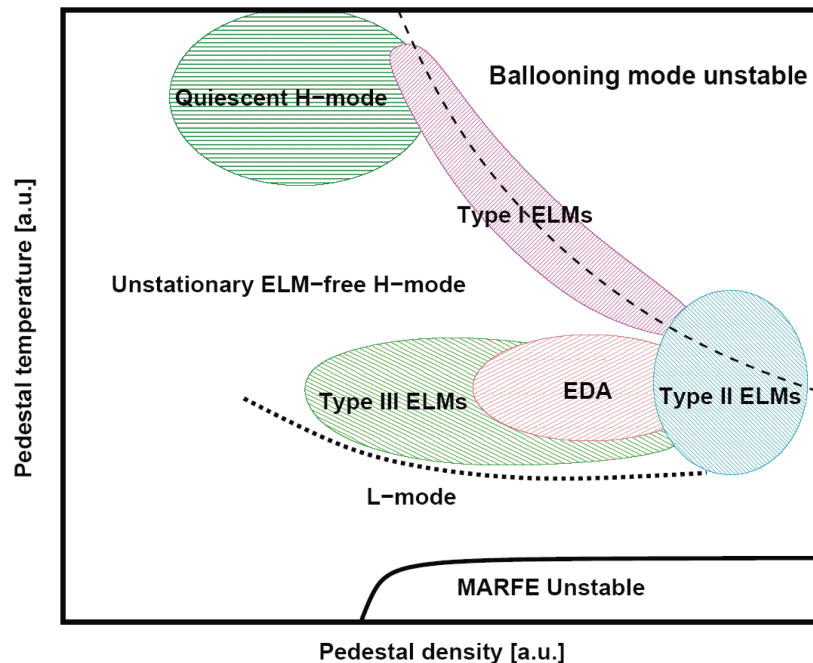 Ballooning mode unstable
Quiescent H−mode
Type I ELMs
Unstationary ELM−free H−mode
Type III ELMs
EDA
Type II ELMs
L−mode
MARFE Unstable
Pedestal temperature [a.u.]
Pedestal density [a.u.]